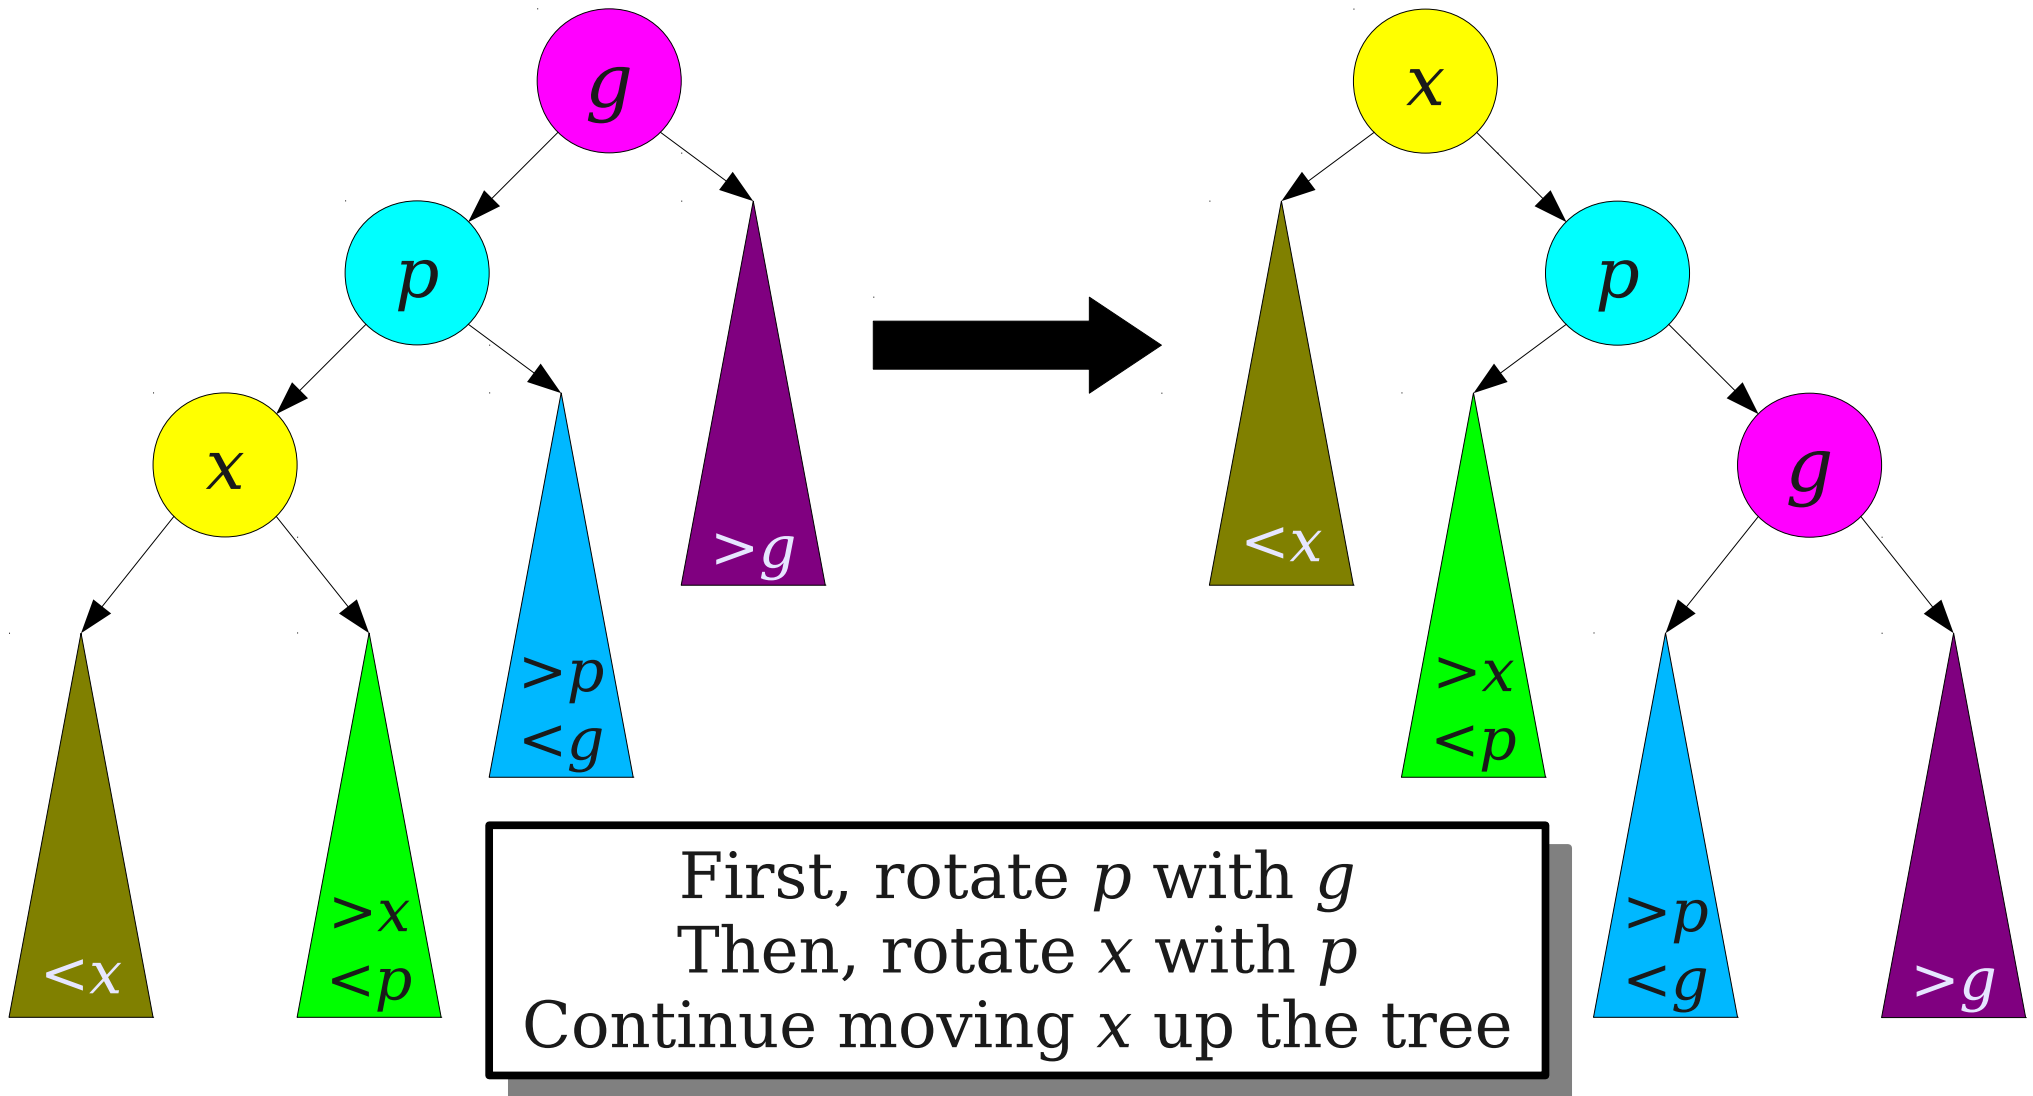 g
p
x
<x
>x
<p
>p
<g
>g
x
p
g
<x
>x
<p
>p
<g
>g
First, rotate p with g
Then, rotate x with p
Continue moving x up the tree